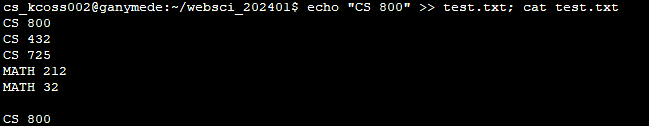 cs_kcoss002@ganymede:~/websci_202401$ echo "CS 800" >> test.txt; cat test.txt
CS 800
CS 432
CS 725
MATH 212
MATH 32

CS 800